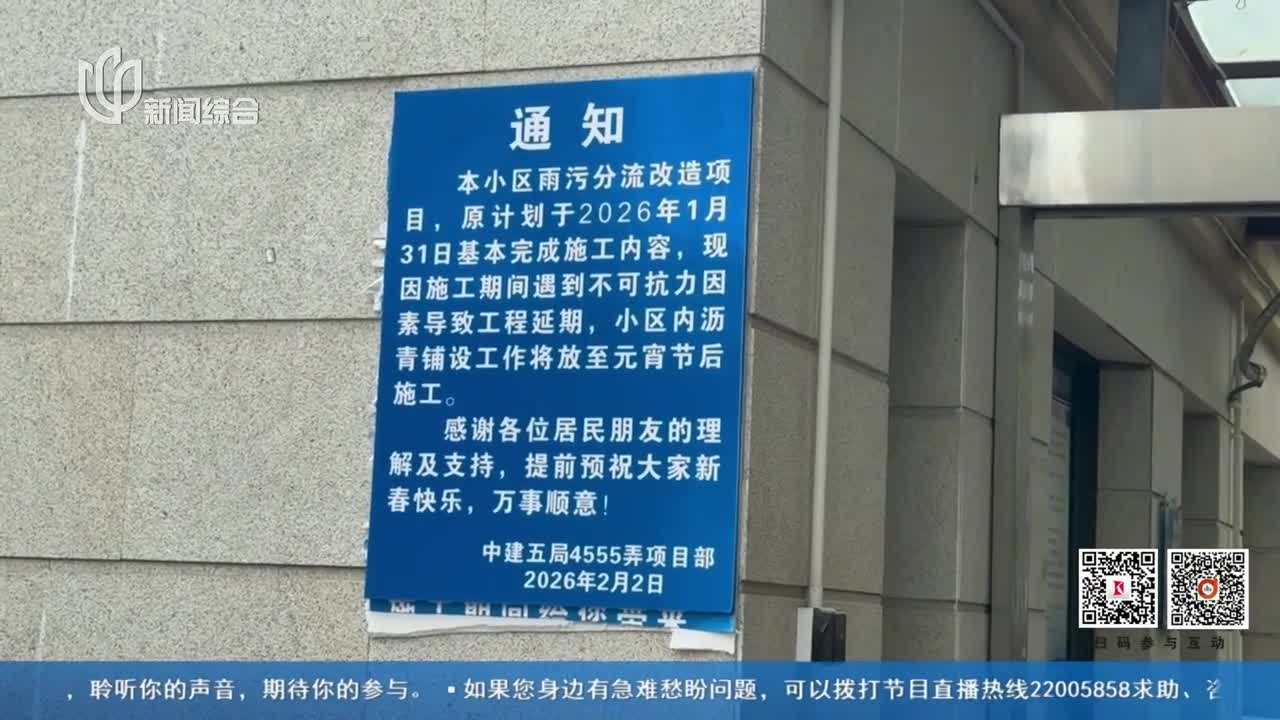 新闻综合
通知
本小区雨污分流改造项
目，原计划于2026年1月
31日基本完成施工内容，现
因施工期间遇到不可抗力因
素导致工程延期，小区内沥
青铺设工作将放至元宵节后
施工。
感谢各位居民朋友的理
解及支持，提前预祝大家新
春快乐，万事顺意！
中建五局4555弄项目部
2026年2月2日
扫码参与互动
，聆听你的声音，期待你的参与。 ▪如果您身边有急难愁盼问题，可以拨打节目直播热线22005858求助、